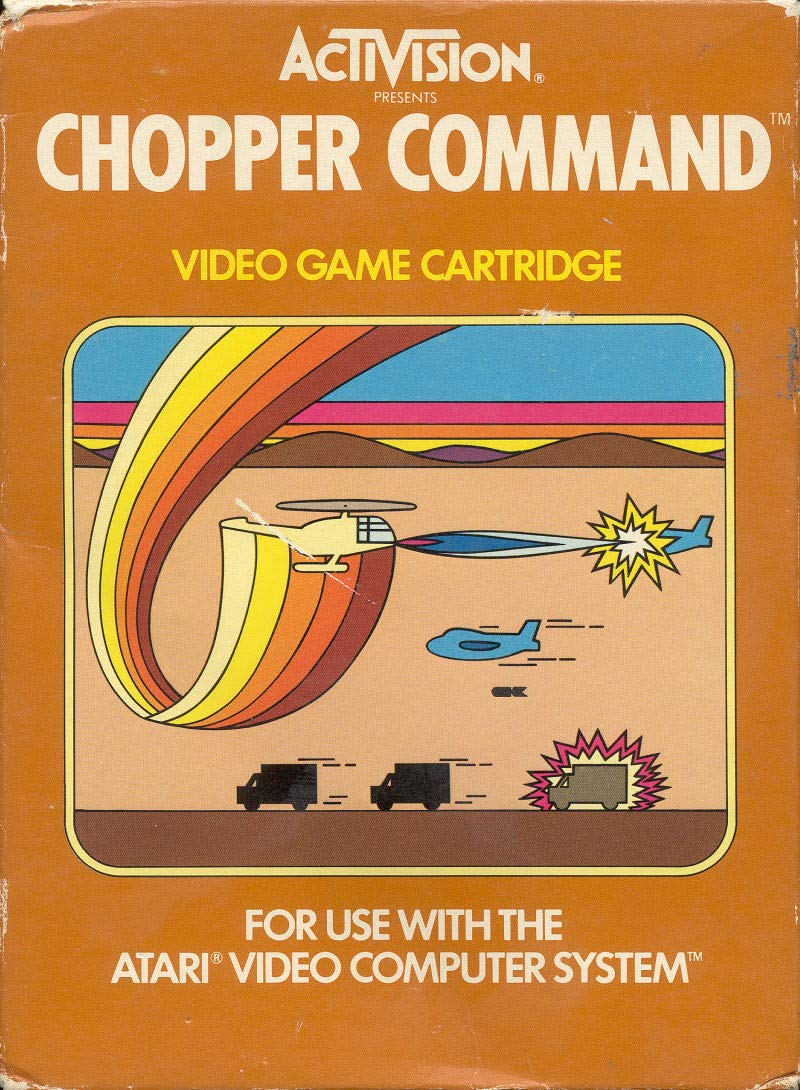 ACTIVISION®
PRESENTS
CHOPPER COMMAND™
VIDEO GAME CARTRIDGE
FOR USE WITH THE
ATARI® VIDEO COMPUTER SYSTEM™